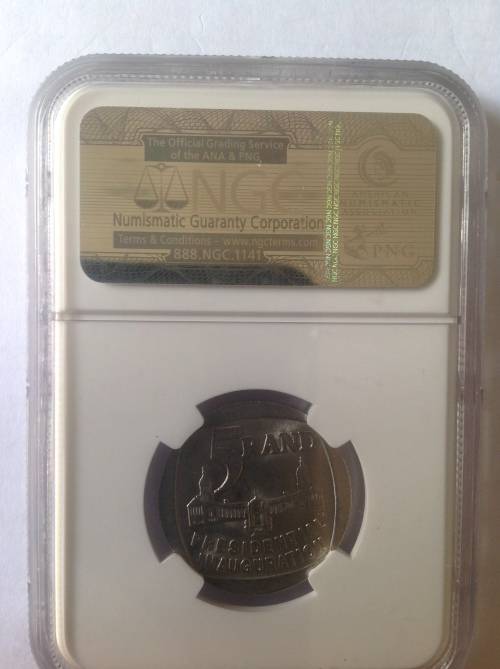 The Official Grading Service
of the ANA & PNG
NGC
Numismatic Guaranty Corporation
Terms & Conditions – www.ngcterms.com
888.NGC.1141
AMERICAN
NUMISMATIC
ASSOCIATION
PNG
5 RAND
PRESIDENTIAL
INAUGURATION